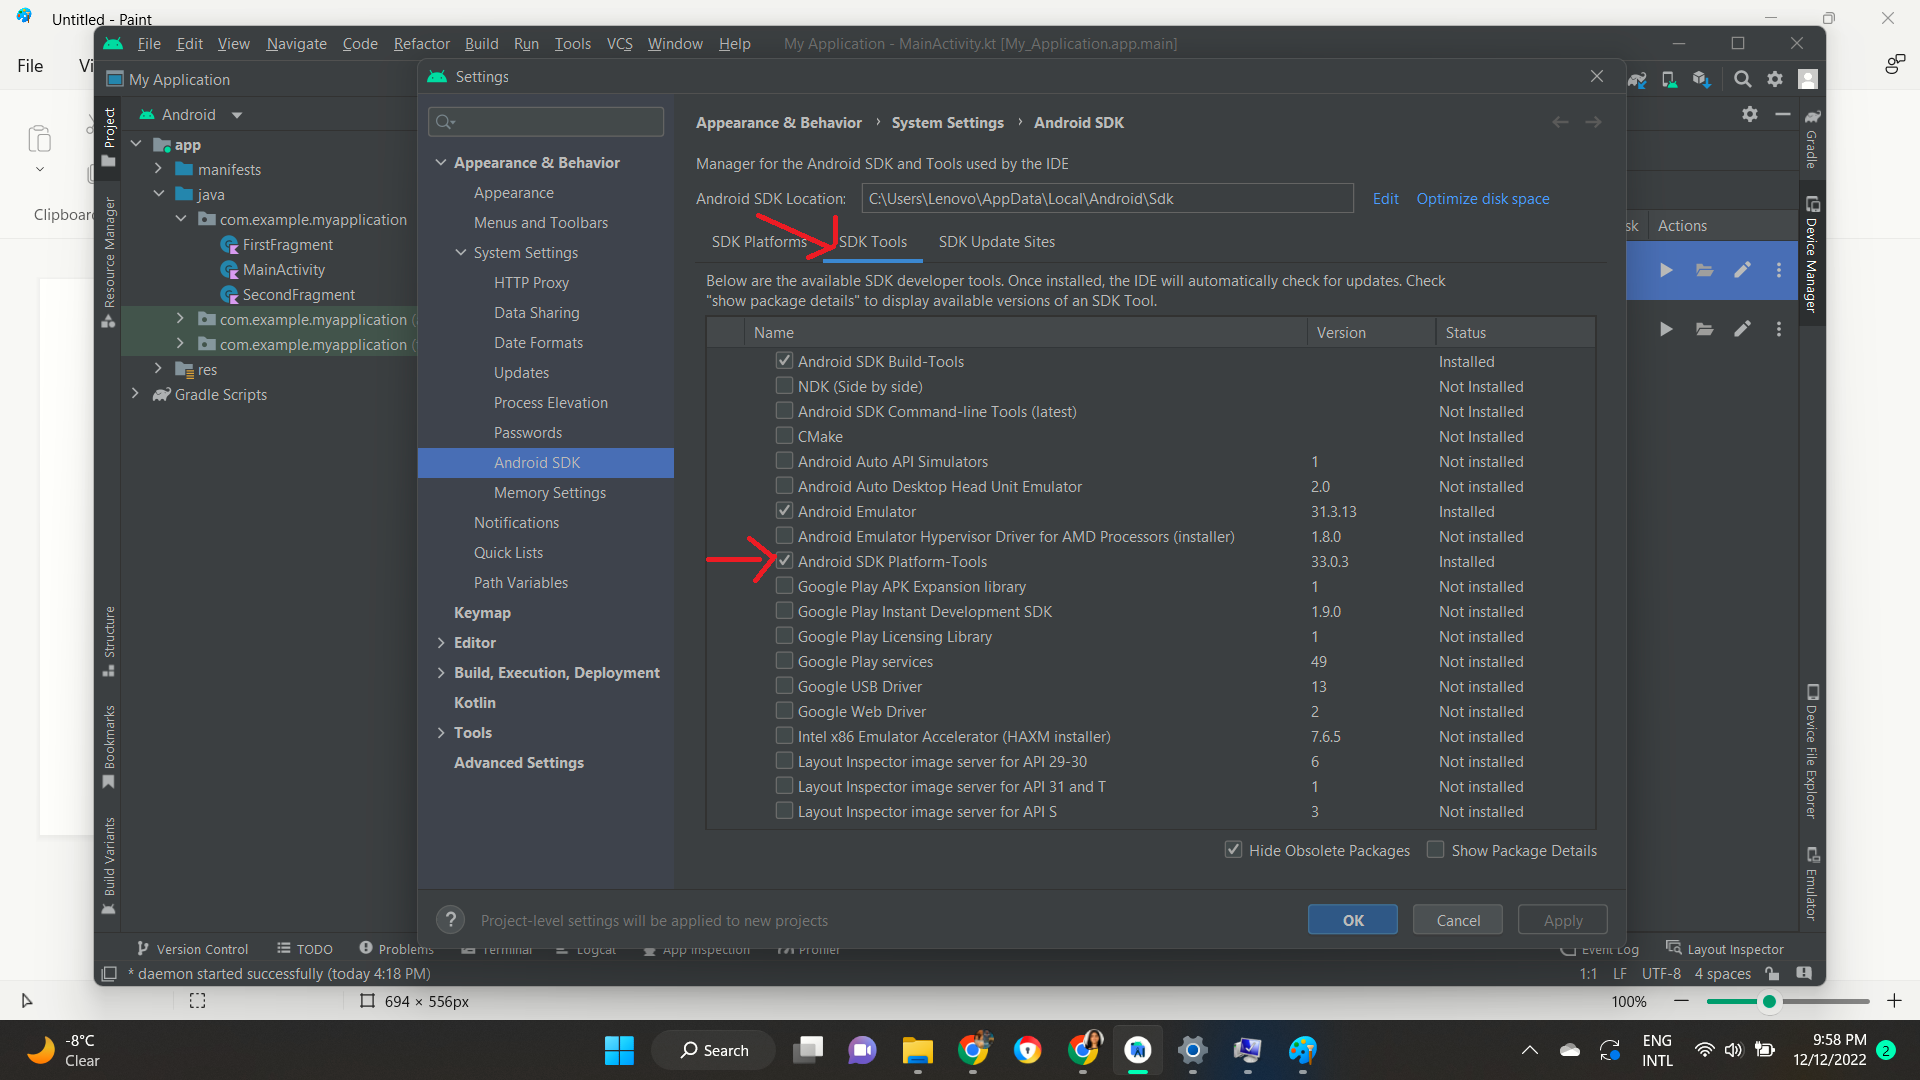 Untitled - Paint
File Edit View Navigate Code Refactor Build Run Tools VCS Window Help My Application - MainActivity.kt [My_Application.app.main]
File Vi
My Application
Settings
Android
Project
app
manifests
java
com.example.myapplication
FirstFragment
MainActivity
SecondFragment
com.example.myapplication (
com.example.myapplication (
res
Gradle Scripts
Clipboar
Resource Manager
Structure
Bookmarks
Build Variants
Appearance & Behavior
Appearance
Menus and Toolbars
System Settings
HTTP Proxy
Data Sharing
Date Formats
Updates
Process Elevation
Passwords
Android SDK
Memory Settings
Notifications
Quick Lists
Path Variables
Keymap
Editor
Build, Execution, Deployment
Kotlin
Tools
Advanced Settings
Appearance & Behavior › System Settings › Android SDK
Manager for the Android SDK and Tools used by the IDE
Android SDK Location: C:\Users\Lenovo\AppData\Local\Android\Sdk Edit Optimize disk space
SDK Platforms SDK Tools SDK Update Sites
Below are the available SDK developer tools. Once installed, the IDE will automatically check for updates. Check
"show package details" to display available versions of an SDK Tool.
Name Version Status
Android SDK Build-Tools Installed
NDK (Side by side) Not Installed
Android SDK Command-line Tools (latest) Not Installed
CMake Not Installed
Android Auto API Simulators 1 Not installed
Android Auto Desktop Head Unit Emulator 2.0 Not installed
Android Emulator 31.3.13 Installed
Android Emulator Hypervisor Driver for AMD Processors (installer) 1.8.0 Not installed
Android SDK Platform-Tools 33.0.3 Installed
Google Play APK Expansion library 1 Not installed
Google Play Instant Development SDK 1.9.0 Not installed
Google Play Licensing Library 1 Not installed
Google Play services 49 Not installed
Google USB Driver 13 Not installed
Google Web Driver 2 Not installed
Intel x86 Emulator Accelerator (HAXM installer) 7.6.5 Not installed
Layout Inspector image server for API 29-30 6 Not installed
Layout Inspector image server for API 31 and T 1 Not installed
Layout Inspector image server for API S 3 Not installed
Hide Obsolete Packages Show Package Details
? Project-level settings will be applied to new projects
OK Cancel Apply
sk Actions
Gradle
Device Manager
Device File Explorer
Emulator
Version Control TODO Problems Terminal Logcat App Inspection Profiler Event Log Layout Inspector
* daemon started successfully (today 4:18 PM) 1:1 LF UTF-8 4 spaces
694 × 556px 100%
-8°C
Clear
Search
ENG
INTL
9:58 PM
12/12/2022
2